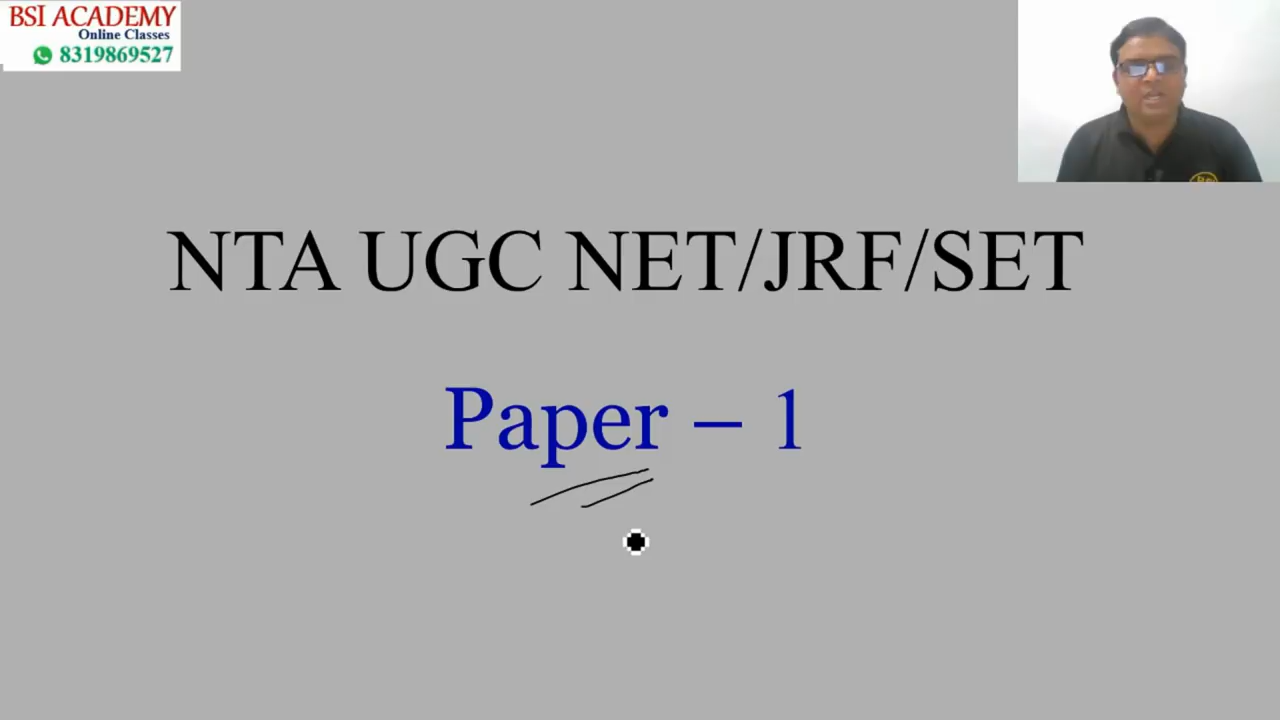 BSI ACADEMY
Online Classes
8319869527
NTA UGC NET/JRF/SET
Paper – 1